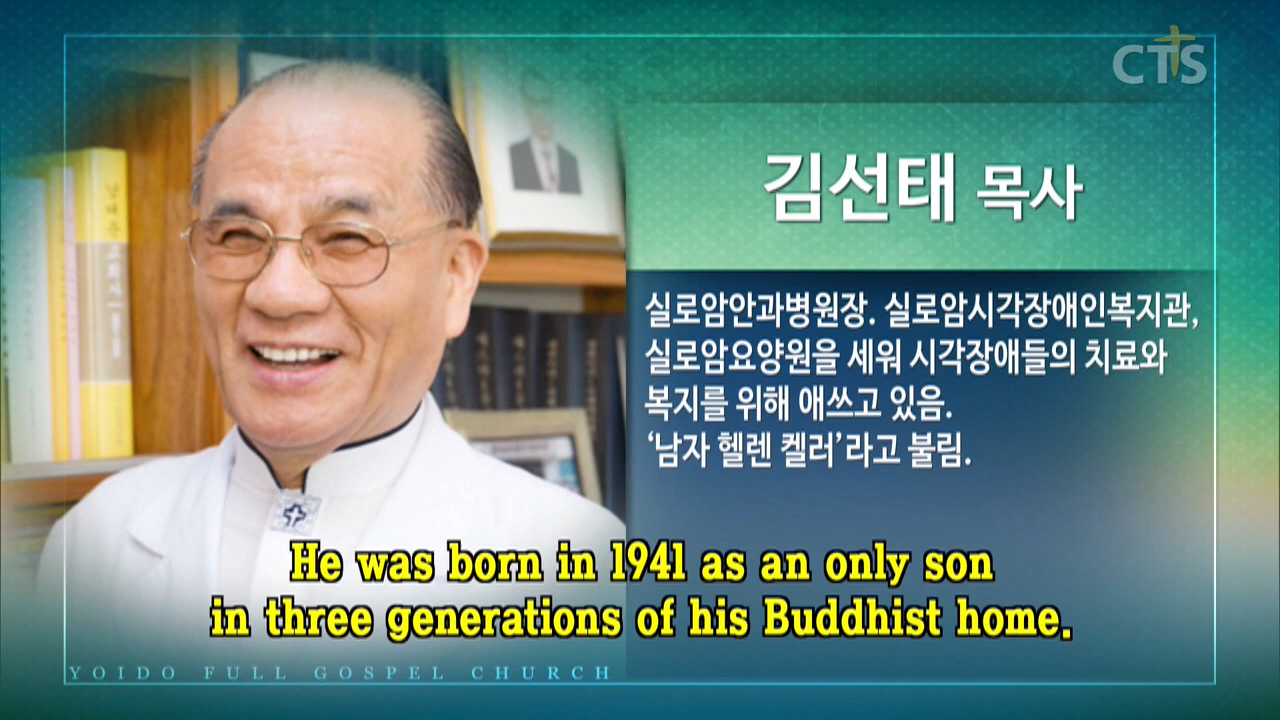 CTS
김선태 목사
실로암안과병원장. 실로암시각장애인복지관,
실로암요양원을 세워 시각장애들의 치료와
복지를 위해 애쓰고 있음.
‘남자 헬렌 켈러’라고 불림.
He was born in 1941 as an only son
in three generations of his Buddhist home.
YOIDO FULL GOSPEL CHURCH